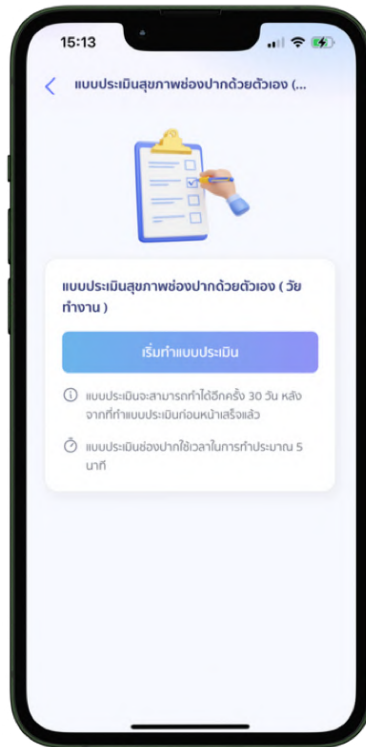 15:13
แบบประเมินสุขภาพช่องปากด้วยตัวเอง (...
แบบประเมินสุขภาพช่องปากด้วยตัวเอง ( วัย
ทำงาน )
เริ่มทำแบบประเมิน
แบบประเมินจะสามารถทำได้อีกครั้ง 30 วัน หลัง
จากที่ทำแบบประเมินก่อนหน้าเสร็จแล้ว
แบบประเมินช่องปากใช้เวลาในการทำประมาณ 5
นาที